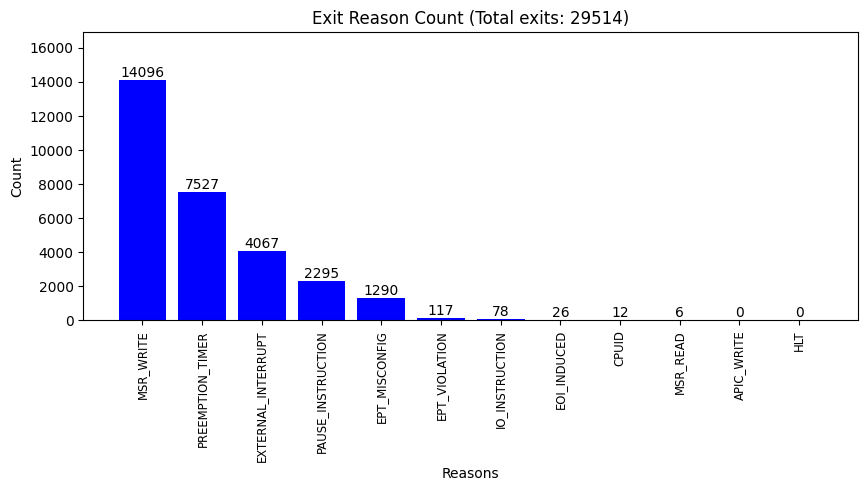 Exit Reason Count (Total exits: 29514)
16000
14000
12000
10000
8000
6000
4000
2000
0
Count
14096
7527
4067
2295
1290
117
78
26
12
6
0
0
MSR_WRITE
PREEMPTION_TIMER
EXTERNAL_INTERRUPT
PAUSE_INSTRUCTION
EPT_MISCONFIG
EPT_VIOLATION
IO_INSTRUCTION
EOI_INDUCED
CPUID
MSR_READ
APIC_WRITE
HLT
Reasons